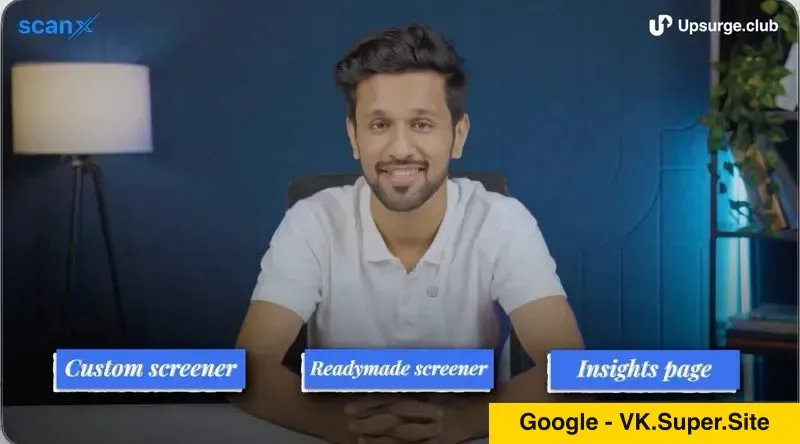 scanX
Upsurge.club
Custom screener
Readymade screener
Insights page
Google - VK.Super.Site